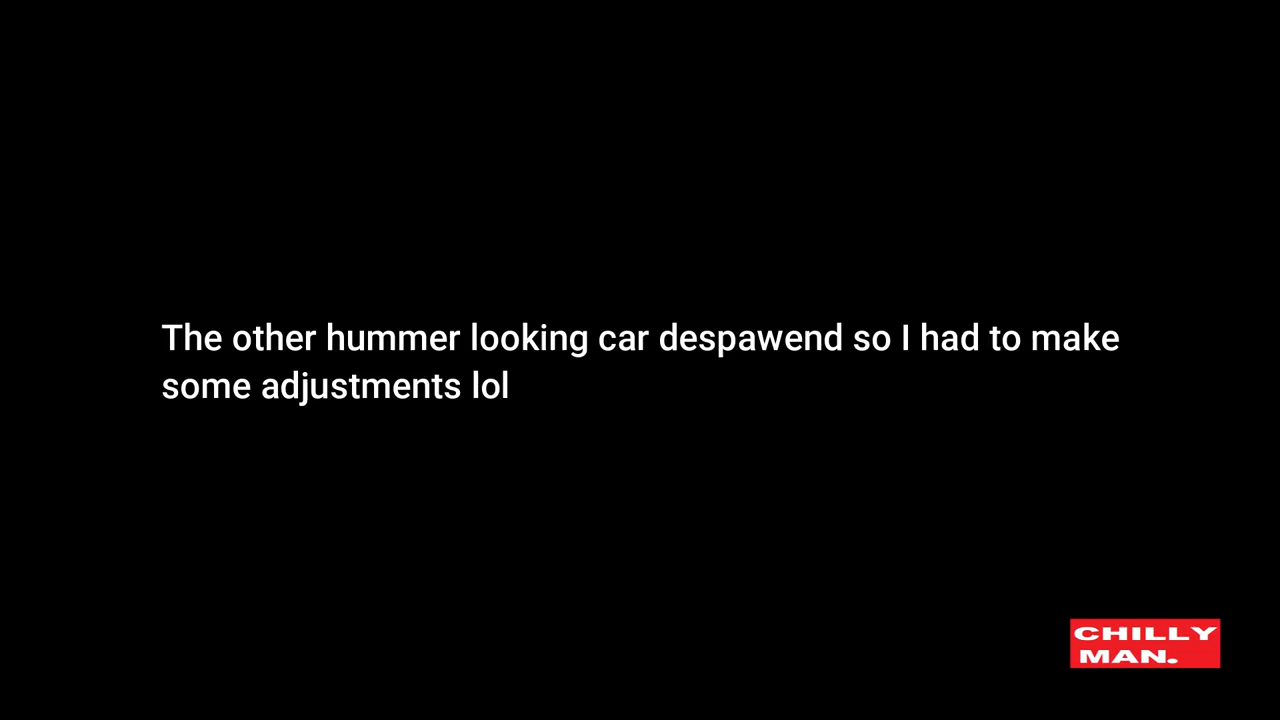 The other hummer looking car despawend so I had to make
some adjustments lol
CHILLY
MAN.